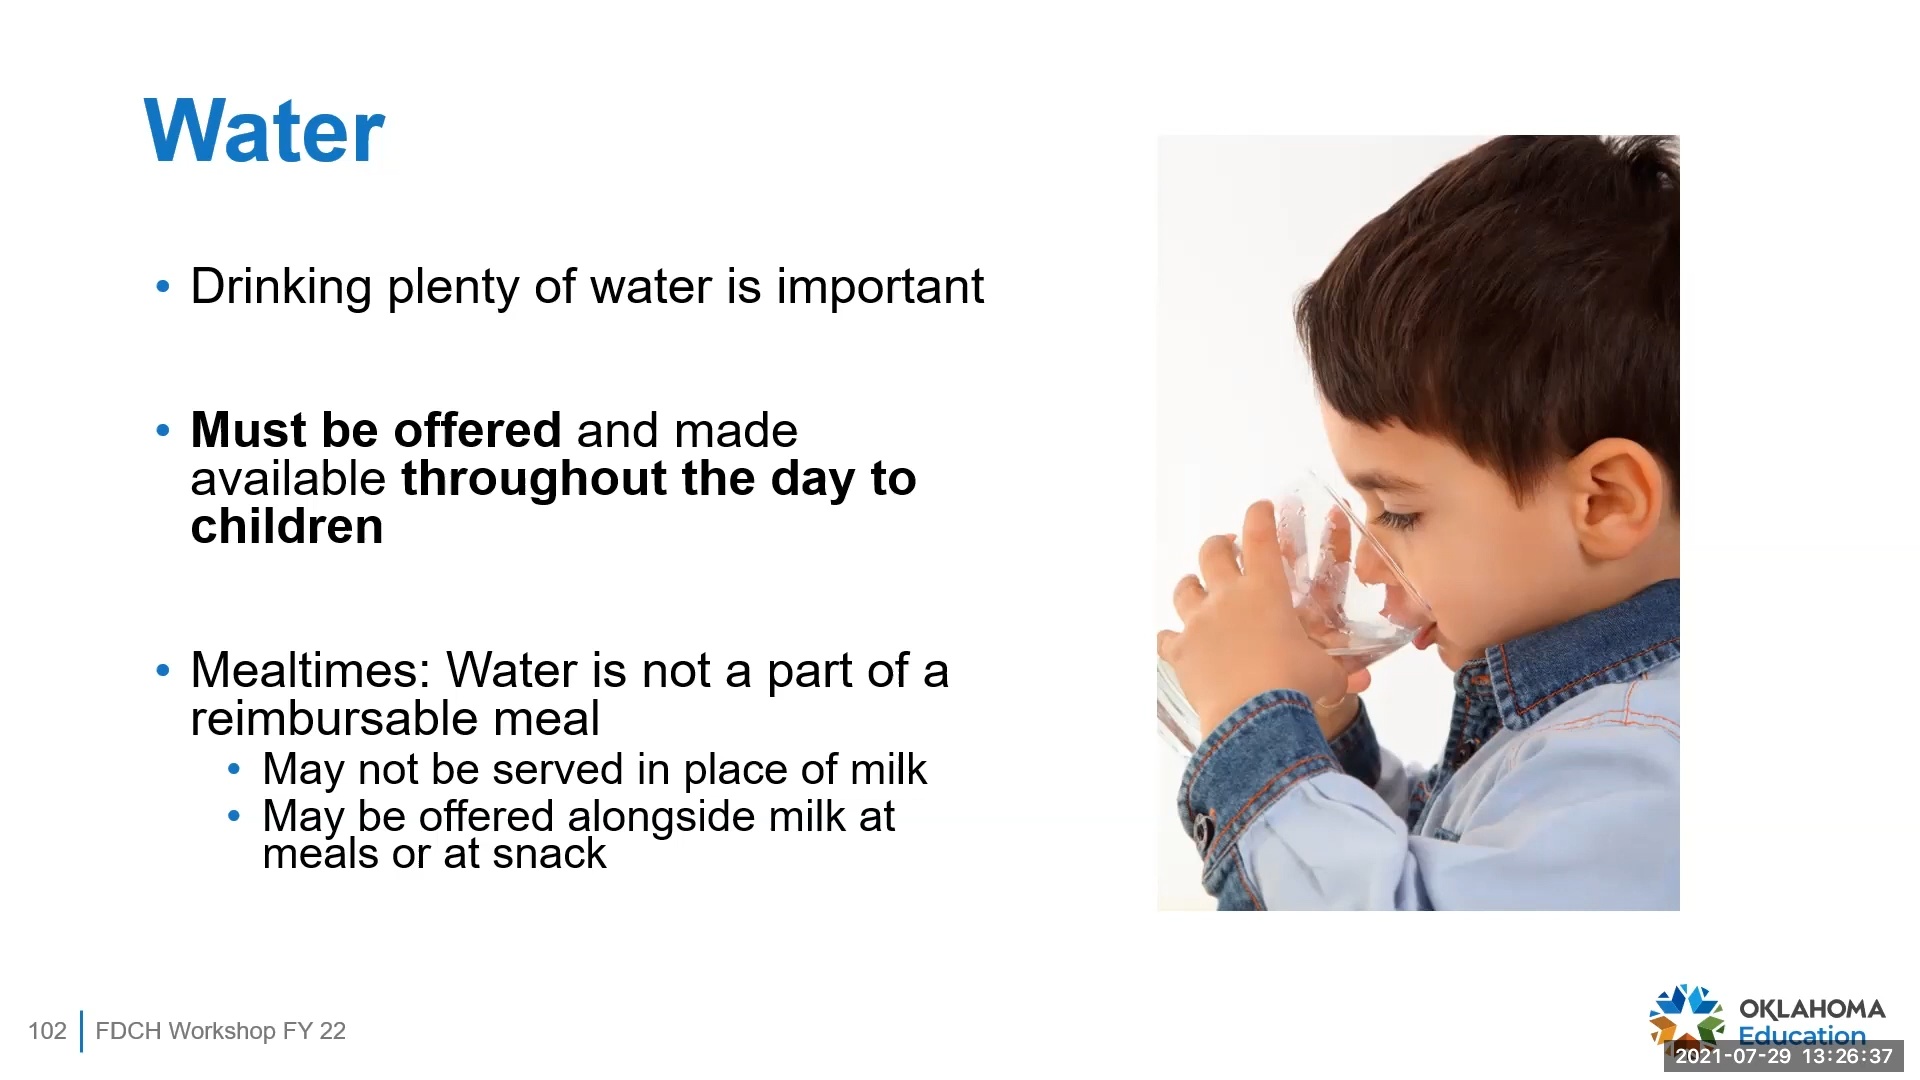 Water
• Drinking plenty of water is important
• Must be offered and made
available throughout the day to
children
• Mealtimes: Water is not a part of a
reimbursable meal
• May not be served in place of milk
• May be offered alongside milk at
meals or at snack
102
FDCH Workshop FY 22
OKLAHOMA
Education
2021-07-29 13:26:37